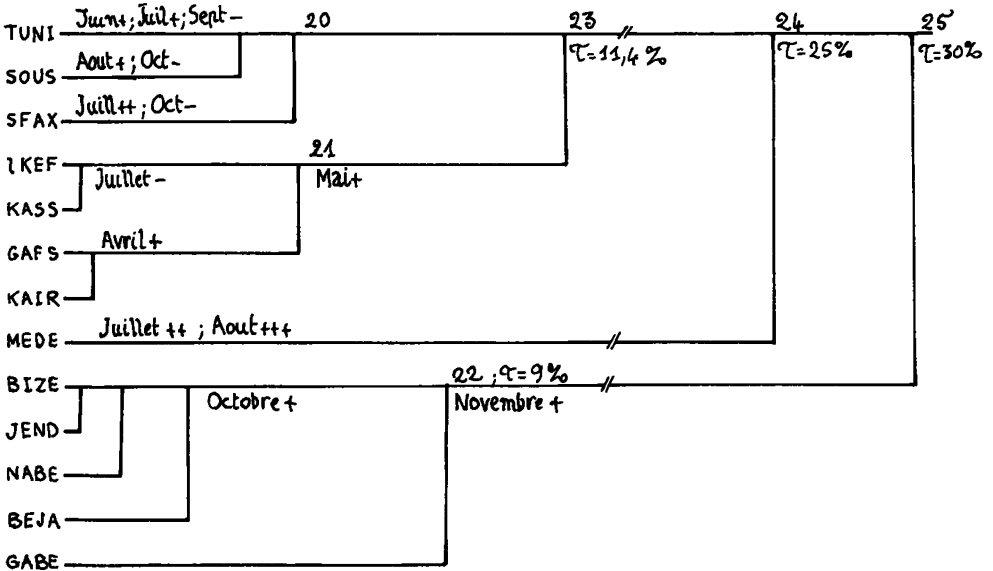 Juin+; Juil+; Sept- 20 23 24 25
TUNI
τ=11,4% τ=25% τ=30%
Aout+; Oct-
SOUS
Juill++; Oct-
SFAX
21
lKEF
Juillet- Mai+
KASS
Avril+
GAFS
KAIR
Juillet ++ ; Aout+++
MEDE
22 ; τ=9%
BIZE
Octobre+ Novembre+
JEND
NABE
BEJA
GABE